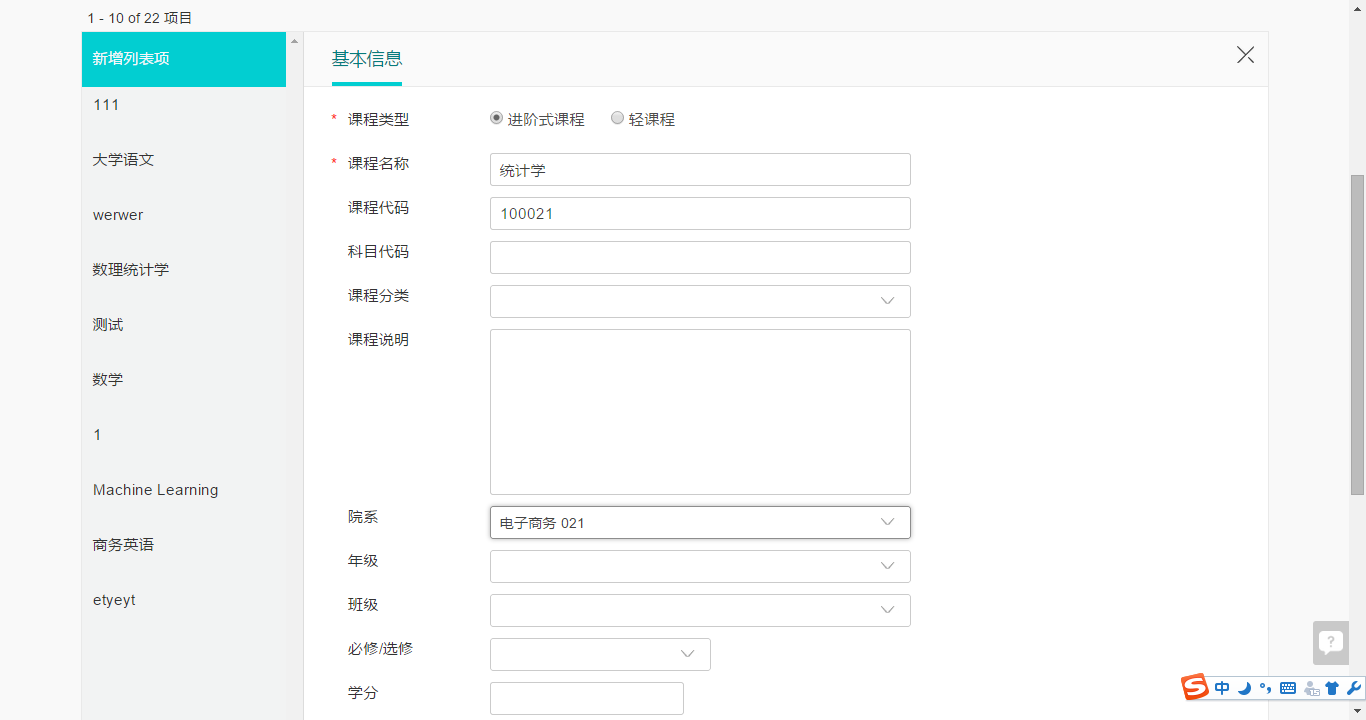 1 - 10 of 22 项目
新增列表项
111
大学语文
werwer
数理统计学
测试
数学
1
Machine Learning
商务英语
etyeyt
基本信息
* 课程类型 进阶式课程 轻课程
* 课程名称 统计学
课程代码 100021
科目代码
课程分类
课程说明
院系 电子商务 021
年级
班级
必修/选修
学分
?
S 中